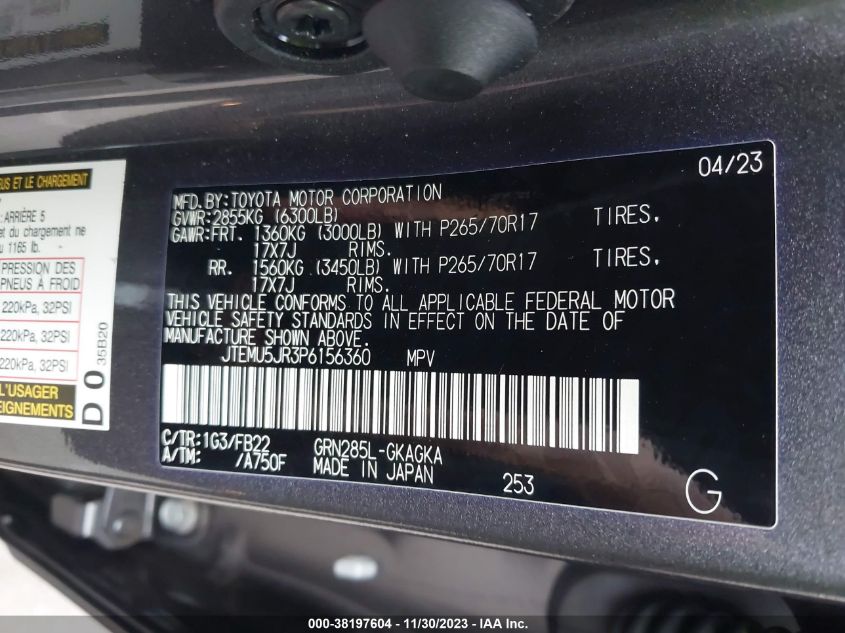 US ET LE CHARGEMENT
: ARRIÈRE 5
et du chargement ne
u 1165 lb.
PRESSION DES
PNEUS À FROID
220kPa, 32PSI
220kPa, 32PSI
220kPa, 32PSI
L'USAGER
EIGNEMENTS
D 0 35B20
04/23
MFD.BY:TOYOTA MOTOR CORPORATION
GVWR:2855KG (6300LB)
GAWR:FRT. 1360KG (3000LB) WITH P265/70R17 TIRES,
17X7J RIMS.
RR. 1560KG (3450LB) WITH P265/70R17 TIRES,
17X7J RIMS.
THIS VEHICLE CONFORMS TO ALL APPLICABLE FEDERAL MOTOR
VEHICLE SAFETY STANDARDS IN EFFECT ON THE DATE OF
MANUFACTURE SHOWN ABOVE.
JTEMU5JR3P6156360 MPV
C/TR:1G3/FB22 GRN285L-GKAGKA
A/TM: /A750F MADE IN JAPAN 253
G
000-38197604 - 11/30/2023 - IAA Inc.